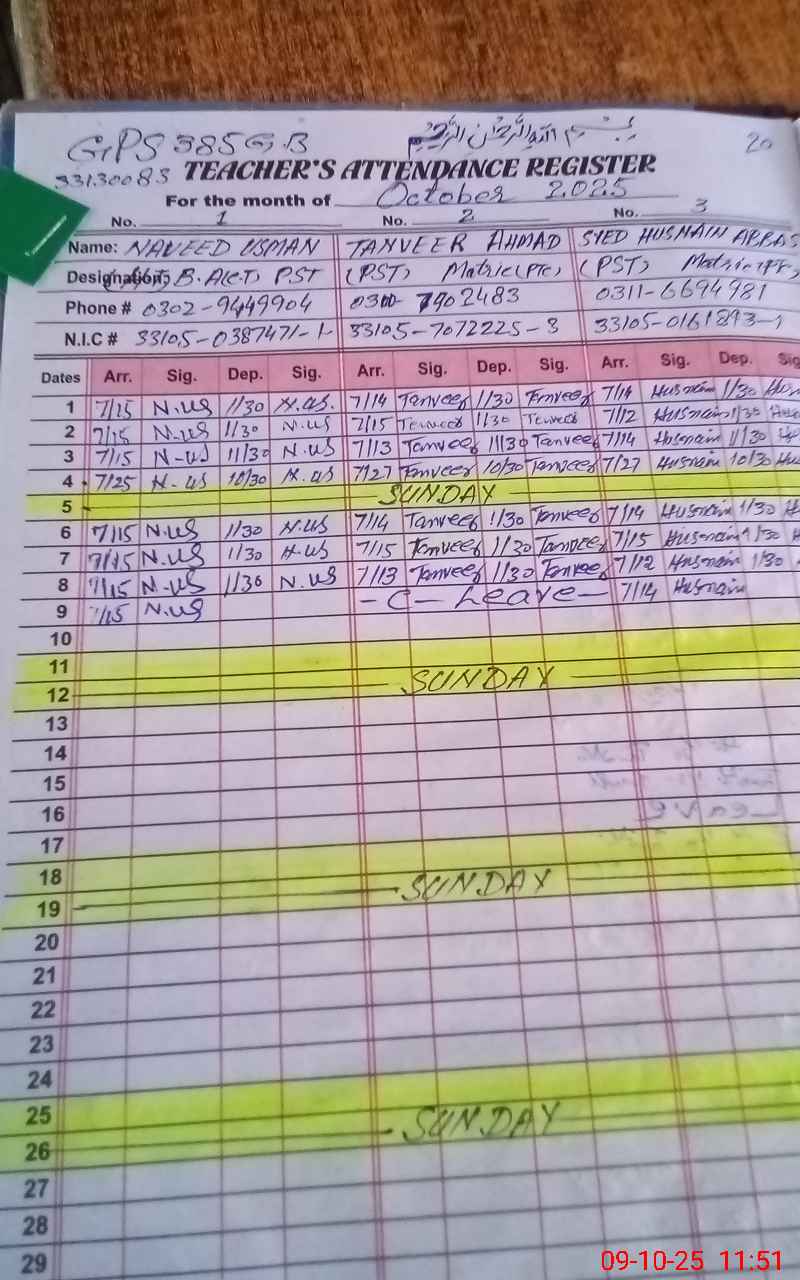 GPS 385 GB
بسم الله الرحمن الرحيم
20
33130083 TEACHER'S ATTENDANCE REGISTER
For the month of October 2025
No. 1 No. 2 No. 3
Name: NAVEED USMAN TANVEER AHMAD SYED HUSNAIN ABBAS
Designation: B.A(C.T) PST (PST) Matric(PTC) (PST) Matric
Phone # 0302-9449904 0300-7902483 0311-6694981
N.I.C # 33105-0387471-1 33105-7072225-3 33105-0161893-1
Dates Arr. Sig. Dep. Sig. Arr. Sig. Dep. Sig. Arr. Sig. Dep. Sig
1 7/15 N.US 1/30 N.US. 7/14 Tanveer 1/30 Tanveer 7/14 Husnain 1/30 Hus
2 7/15 N-US 1/30 N.US 7/15 Tanveer 1/30 Tanveer 7/12 Husnain 1/30
3 7/15 N-US 11/30 N.US 7/13 Tanveer 11/30 Tanveer 7/14 Husnain 11/30 Hu
4 7/25 N-US 10/30 N.US 7/27 Tanveer 10/30 Tanveer 7/27 Husnain 10/30 Hu
5 SUNDAY
6 7/15 N.US 1/30 N.US 7/14 Tanveer 1/30 Tanveer 7/14 Husnain 1/30 H
7 7/15 N.US 1/30 N.US 7/15 Tanveer 1/30 Tanveer 7/15 Husnain 1/30 H
8 7/15 N-US 1/30 N.US 7/13 Tanveer 1/30 Tanveer 7/12 Husnain 1/30
9 7/15 N.US -C- Leave- 7/14 Husnain
10
11
12 SUNDAY
13
14
15
16
17
18
19 SUNDAY
20
21
22
23
24
25
26 SUNDAY
27
28
29
09-10-25 11:51